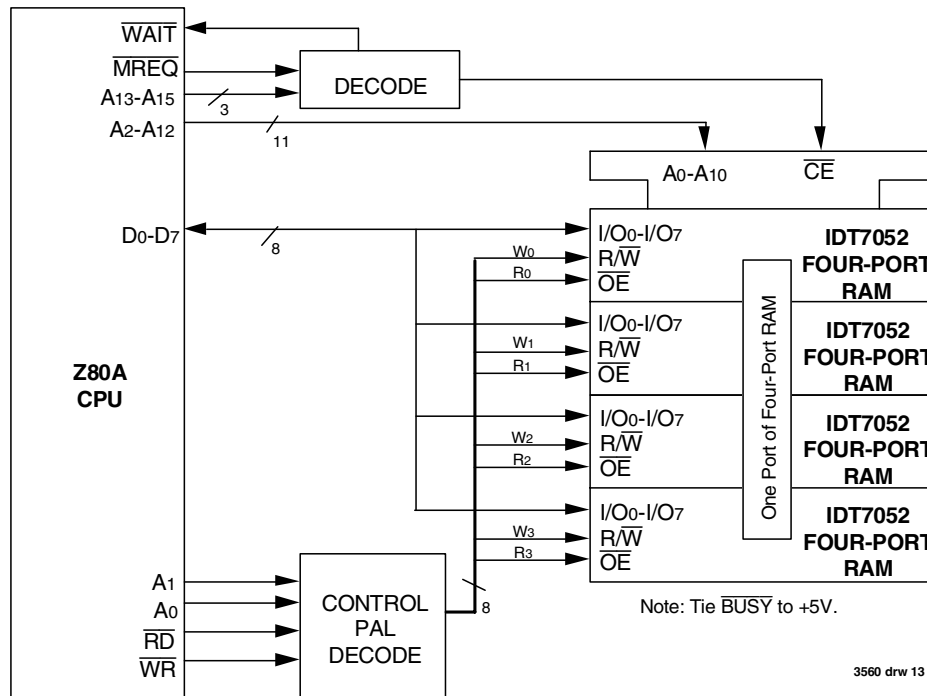 WAIT
MREQ
A13-A15
3
A2-A12
11
DECODE
A0-A10
CE
D0-D7
8
Z80A
CPU
W0
R0
I/O0-I/O7
R/W
OE
IDT7052
FOUR-PORT
RAM
W1
R1
I/O0-I/O7
R/W
OE
IDT7052
FOUR-PORT
RAM
W2
R2
I/O0-I/O7
R/W
OE
IDT7052
FOUR-PORT
RAM
W3
R3
I/O0-I/O7
R/W
OE
IDT7052
FOUR-PORT
RAM
One Port of Four-Port RAM
A1
A0
RD
WR
CONTROL
PAL
DECODE
8
Note: Tie BUSY to +5V.
3560 drw 13